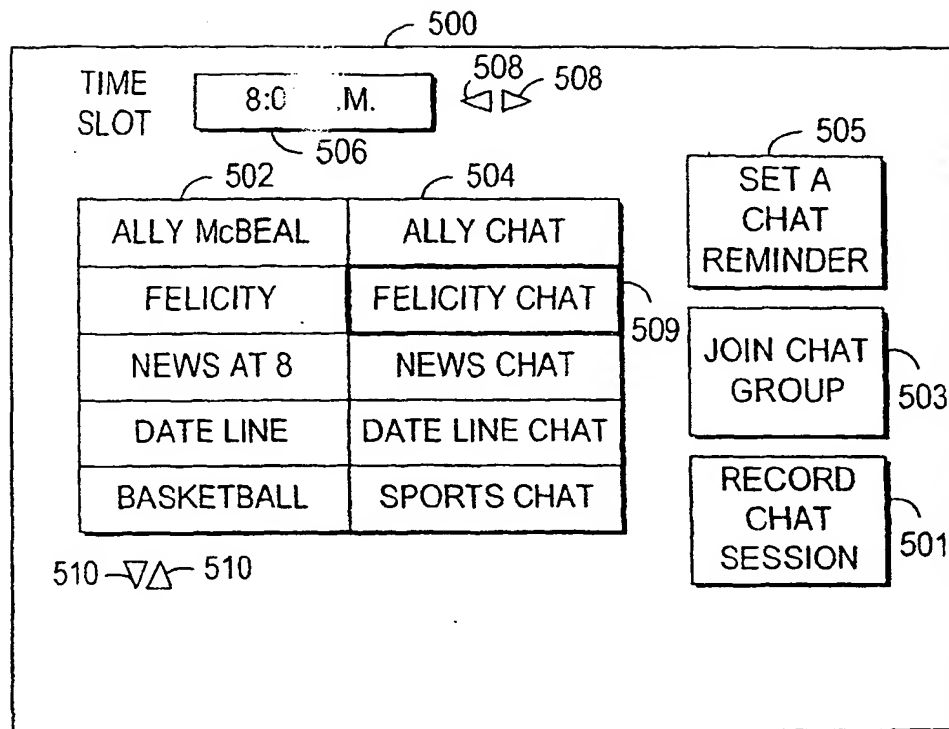 500
TIME
SLOT
8:0 .M.
508
508
506
502
504
505
ALLY McBEAL
ALLY CHAT
FELICITY
FELICITY CHAT
509
NEWS AT 8
NEWS CHAT
DATE LINE
DATE LINE CHAT
BASKETBALL
SPORTS CHAT
510
510
SET A
CHAT
REMINDER
JOIN CHAT
GROUP
503
RECORD
CHAT
SESSION
501